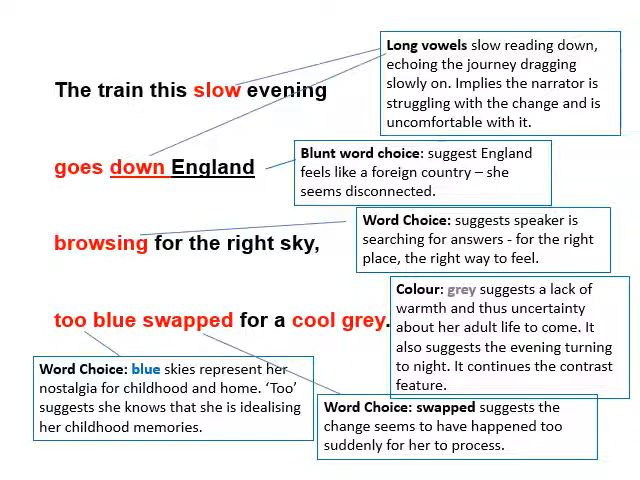 Long vowels slow reading down,
echoing the journey dragging
slowly on. Implies the narrator is
struggling with the change and is
uncomfortable with it.
The train this slow evening
goes down England
Blunt word choice: suggest England
feels like a foreign country – she
seems disconnected.
browsing for the right sky,
Word Choice: suggests speaker is
searching for answers - for the right
place, the right way to feel.
too blue swapped for a cool grey.
Colour: grey suggests a lack of
warmth and thus uncertainty
about her adult life to come. It
also suggests the evening turning
to night. It continues the contrast
feature.
Word Choice: blue skies represent her
nostalgia for childhood and home. ‘Too’
suggests she knows that she is idealising
her childhood memories.
Word Choice: swapped suggests the
change seems to have happened too
suddenly for her to process.